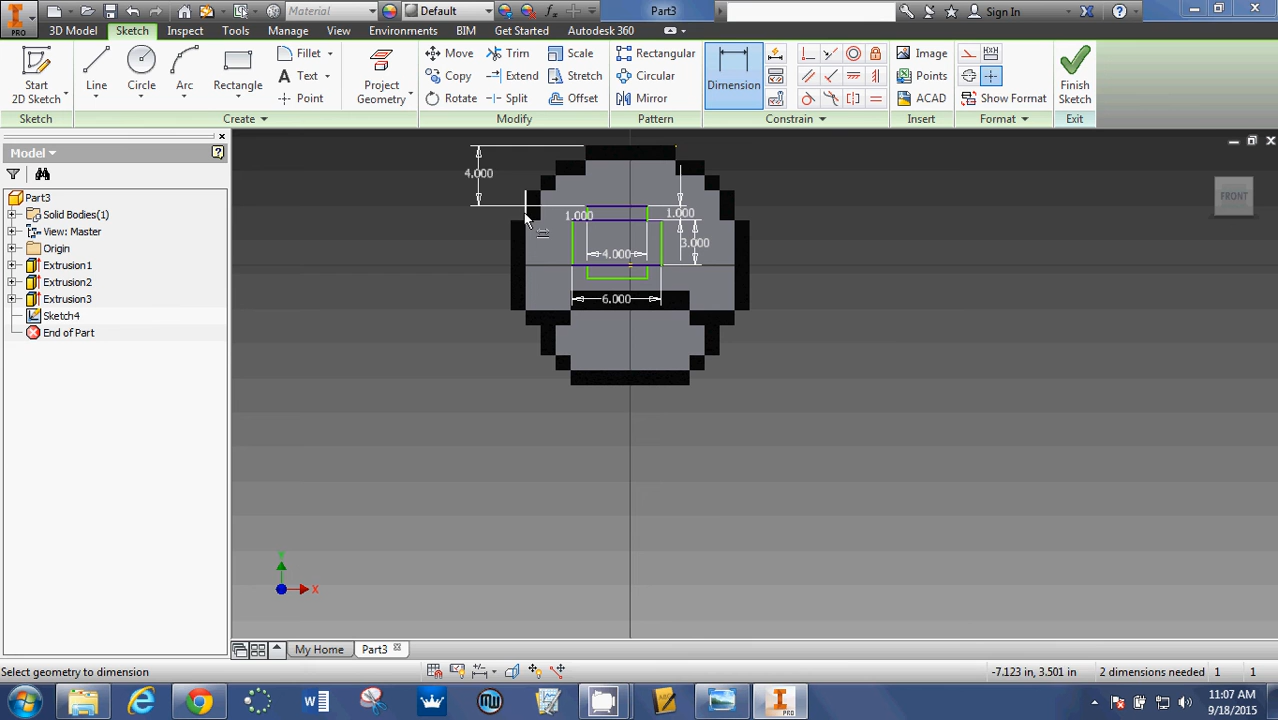 Material
Default
Part3
Sign In
PRO
3D Model
Sketch
Inspect
Tools
Manage
View
Environments
BIM
Get Started
Autodesk 360
Start
2D Sketch
Line
Circle
Arc
Rectangle
Fillet
Text
Point
Project
Geometry
Move
Copy
Rotate
Trim
Extend
Split
Scale
Stretch
Offset
Rectangular
Circular
Mirror
Dimension
Image
Points
ACAD
Show Format
Finish
Sketch
Sketch
Create
Modify
Pattern
Constrain
Insert
Format
Exit
Model
Part3
Solid Bodies(1)
View: Master
Origin
Extrusion1
Extrusion2
Extrusion3
Sketch4
End of Part
FRONT
4.000
1.000
1.000
3.000
4.000
6.000
Y
X
My Home
Part3
Select geometry to dimension
-7.123 in, 3.501 in
2 dimensions needed
1
1
11:07 AM
9/18/2015